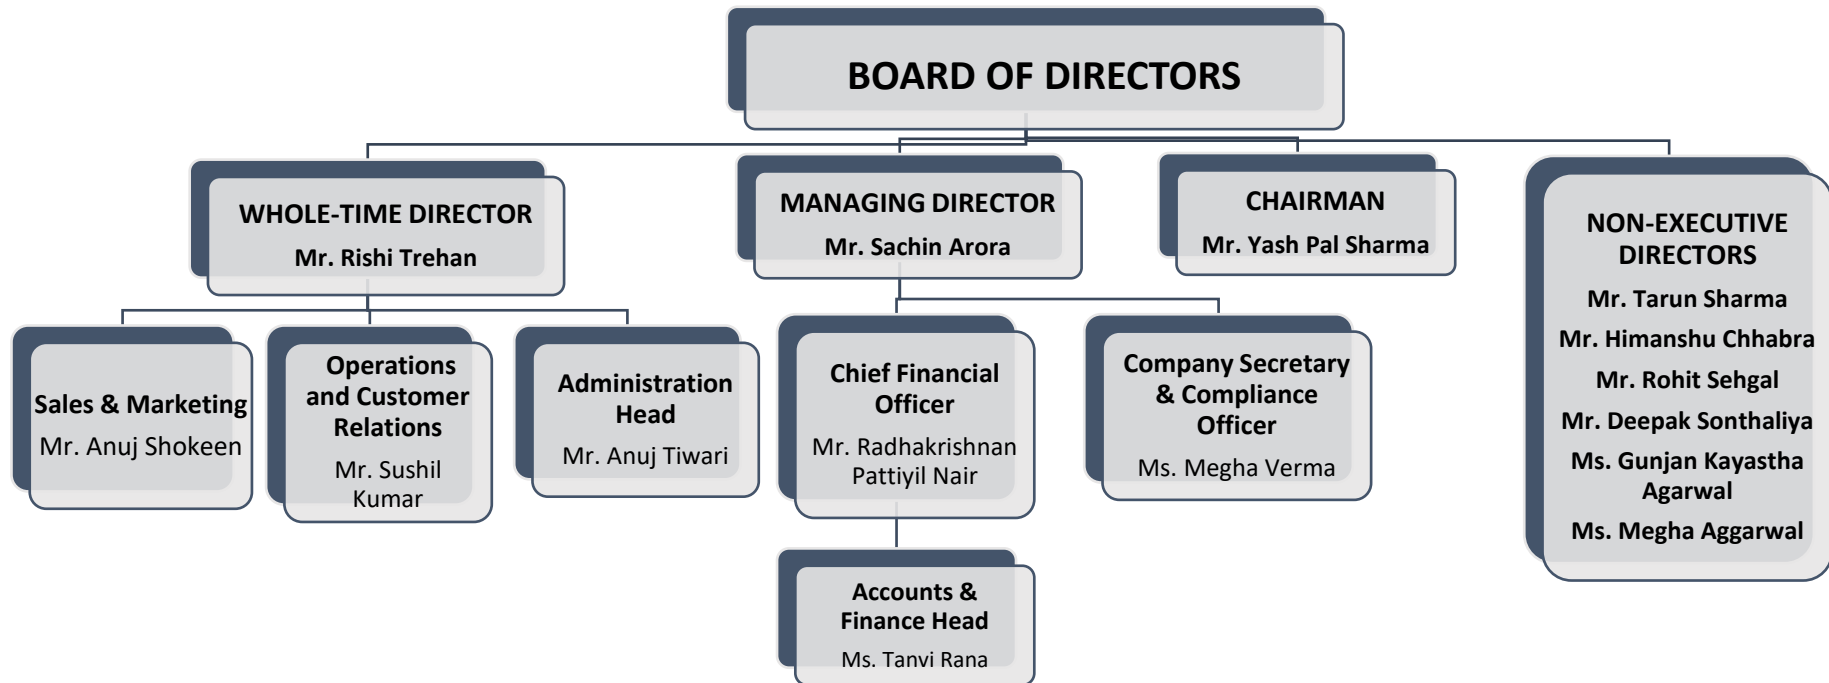 BOARD OF DIRECTORS
WHOLE-TIME DIRECTOR
Mr. Rishi Trehan
MANAGING DIRECTOR
Mr. Sachin Arora
CHAIRMAN
Mr. Yash Pal Sharma
NON-EXECUTIVE
DIRECTORS
Mr. Tarun Sharma
Mr. Himanshu Chhabra
Mr. Rohit Sehgal
Mr. Deepak Sonthaliya
Ms. Gunjan Kayastha
Agarwal
Ms. Megha Aggarwal
Sales & Marketing
Mr. Anuj Shokeen
Operations
and Customer
Relations
Mr. Sushil
Kumar
Administration
Head
Mr. Anuj Tiwari
Chief Financial
Officer
Mr. Radhakrishnan
Pattiyil Nair
Company Secretary
& Compliance
Officer
Ms. Megha Verma
Accounts &
Finance Head
Ms. Tanvi Rana